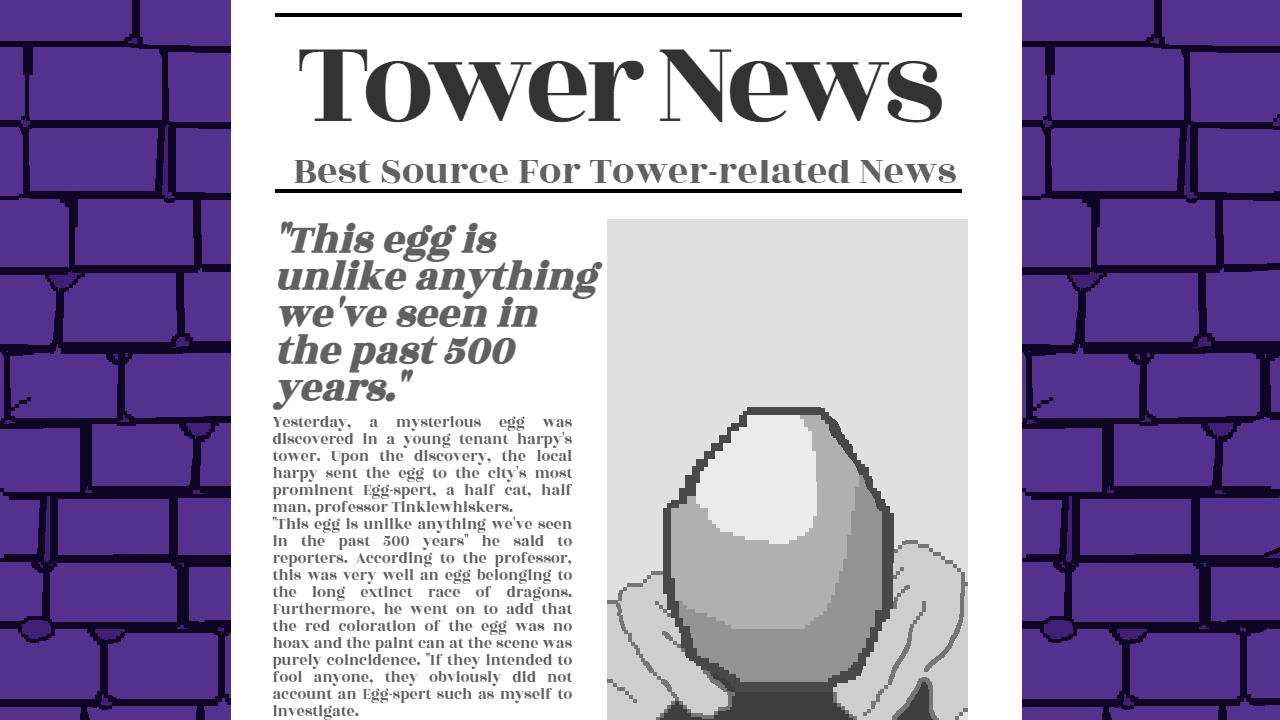 Tower News
Best Source For Tower-related News
"This egg is
unlike anything
we've seen in
the past 500
years."
Yesterday, a mysterious egg was
discovered in a young tenant harpy's
tower. Upon the discovery, the local
harpy sent the egg to the city's most
prominent Egg-spert, a half cat, half
man, professor Tinklewhiskers.
"This egg is unlike anything we've seen
in the past 500 years" he said to
reporters. According to the professor,
this was very well an egg belonging to
the long extinct race of dragons.
Furthermore, he went on to add that
the red coloration of the egg was no
hoax and the paint can at the scene was
purely coincidence. "If they intended to
fool anyone, they obviously did not
account an Egg-spert such as myself to
investigate.